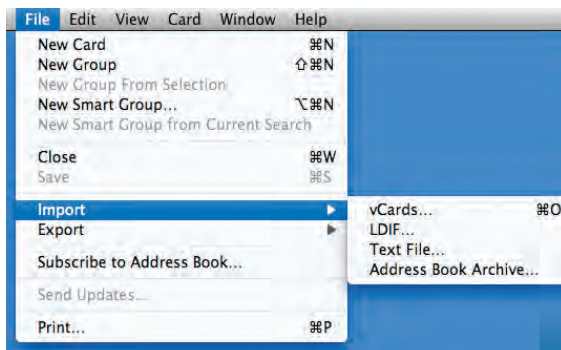 File Edit View Card Window Help
New Card ⌘N
New Group ⇧⌘N
New Group From Selection
New Smart Group... ⌥⌘N
New Smart Group from Current Search
Close ⌘W
Save ⌘S
Import
Export
Subscribe to Address Book...
Send Updates...
Print... ⌘P
vCards... ⌘O
LDIF...
Text File...
Address Book Archive...